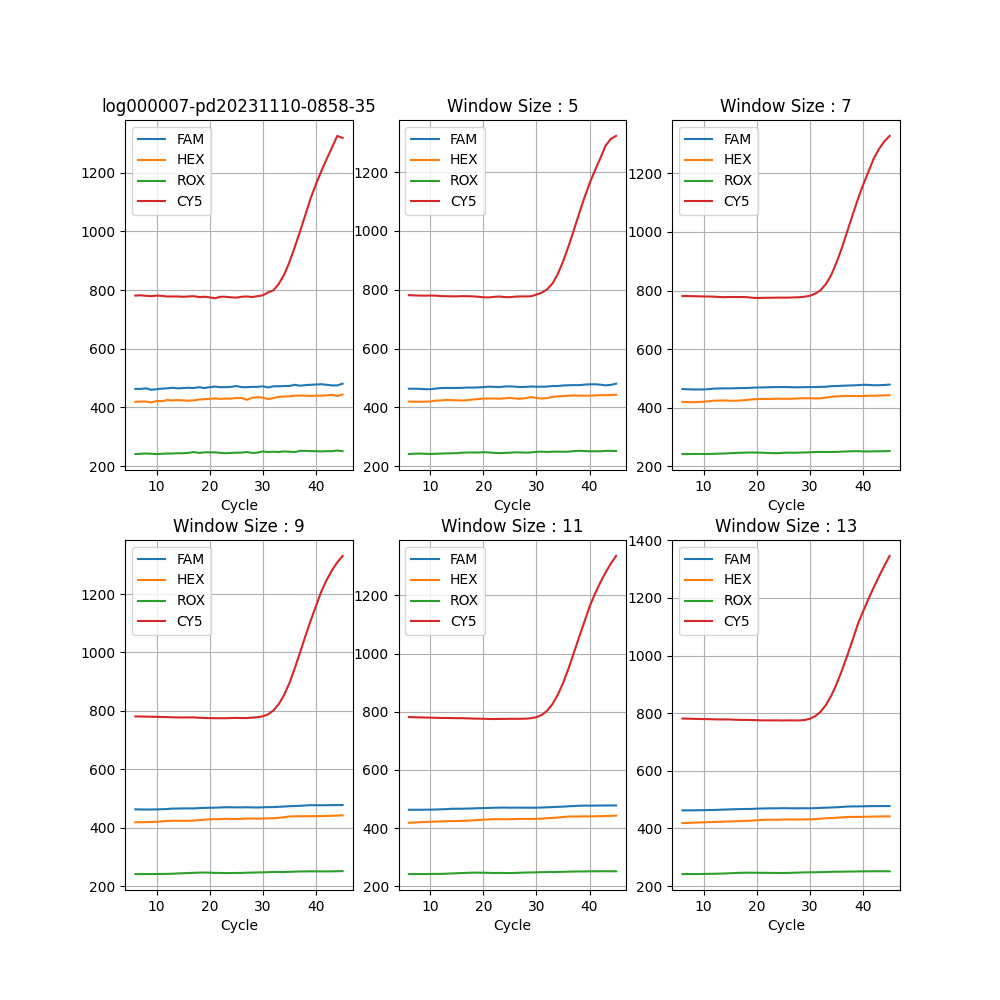 log000007-pd20231110-0858-35
FAM
HEX
ROX
CY5
1200
1000
800
600
400
200
10 20 30 40
Cycle
Window Size : 5
FAM
HEX
ROX
CY5
1200
1000
800
600
400
200
10 20 30 40
Cycle
Window Size : 7
FAM
HEX
ROX
CY5
1200
1000
800
600
400
200
10 20 30 40
Cycle
Window Size : 9
FAM
HEX
ROX
CY5
1200
1000
800
600
400
200
10 20 30 40
Cycle
Window Size : 11
FAM
HEX
ROX
CY5
1200
1000
800
600
400
200
10 20 30 40
Cycle
Window Size : 13
FAM
HEX
ROX
CY5
1400
1200
1000
800
600
400
200
10 20 30 40
Cycle